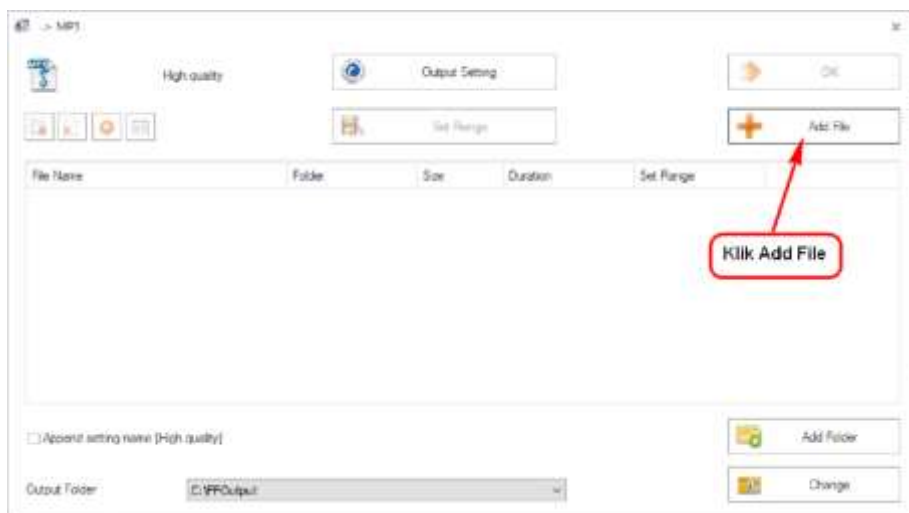 -> MP3
High quality
Output Setting
OK
Set Range
Add File
File Name Folder Size Duration Set Range
Klik Add File
Append setting name [High quality]
Add Folder
Output Folder
C:\FFOutput
Change